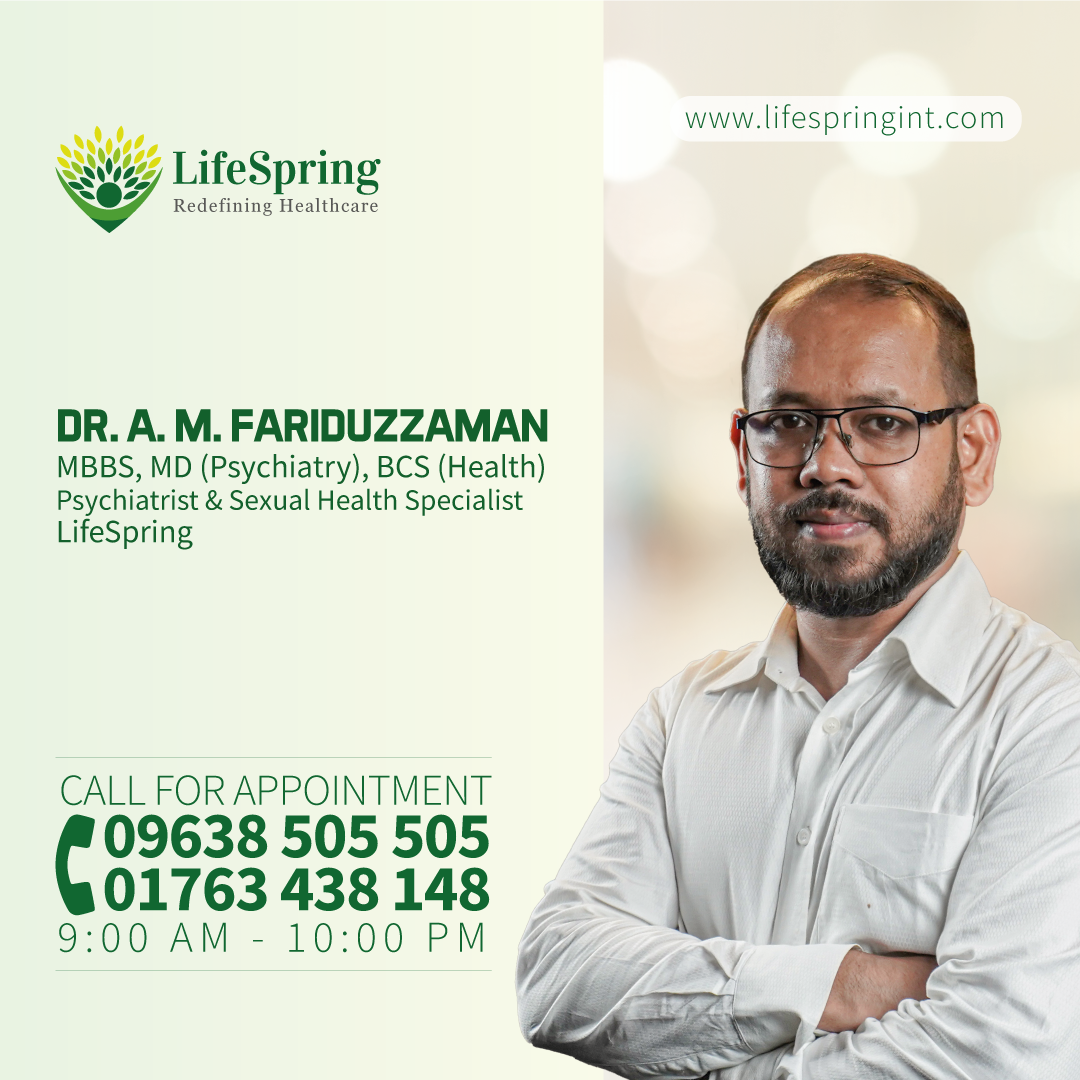 www.lifespringint.com
LifeSpring
Redefining Healthcare
DR. A. M. FARIDUZZAMAN
MBBS, MD (Psychiatry), BCS (Health)
Psychiatrist & Sexual Health Specialist
LifeSpring
CALL FOR APPOINTMENT
09638 505 505
01763 438 148
9:00 AM - 10:00 PM